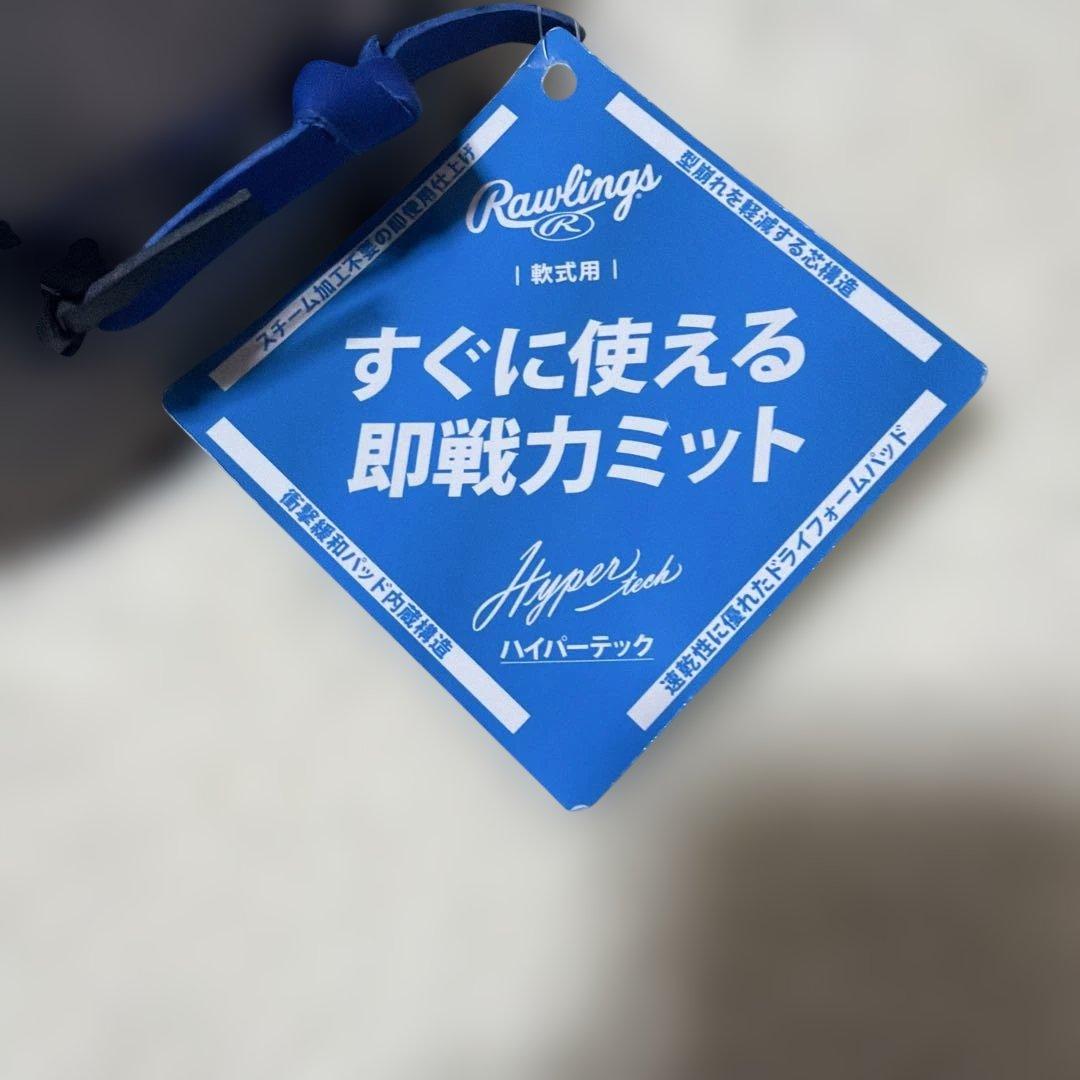 Rawlings
R
| 軟式用 |
すぐに使える
即戦力ミット
Hyper tech
ハイパーテック
スチーム加工不要の即使用仕上げ
型崩れを軽減する芯構造
衝撃緩和パッド内蔵構造
速乾性に優れたドライフォームパッド